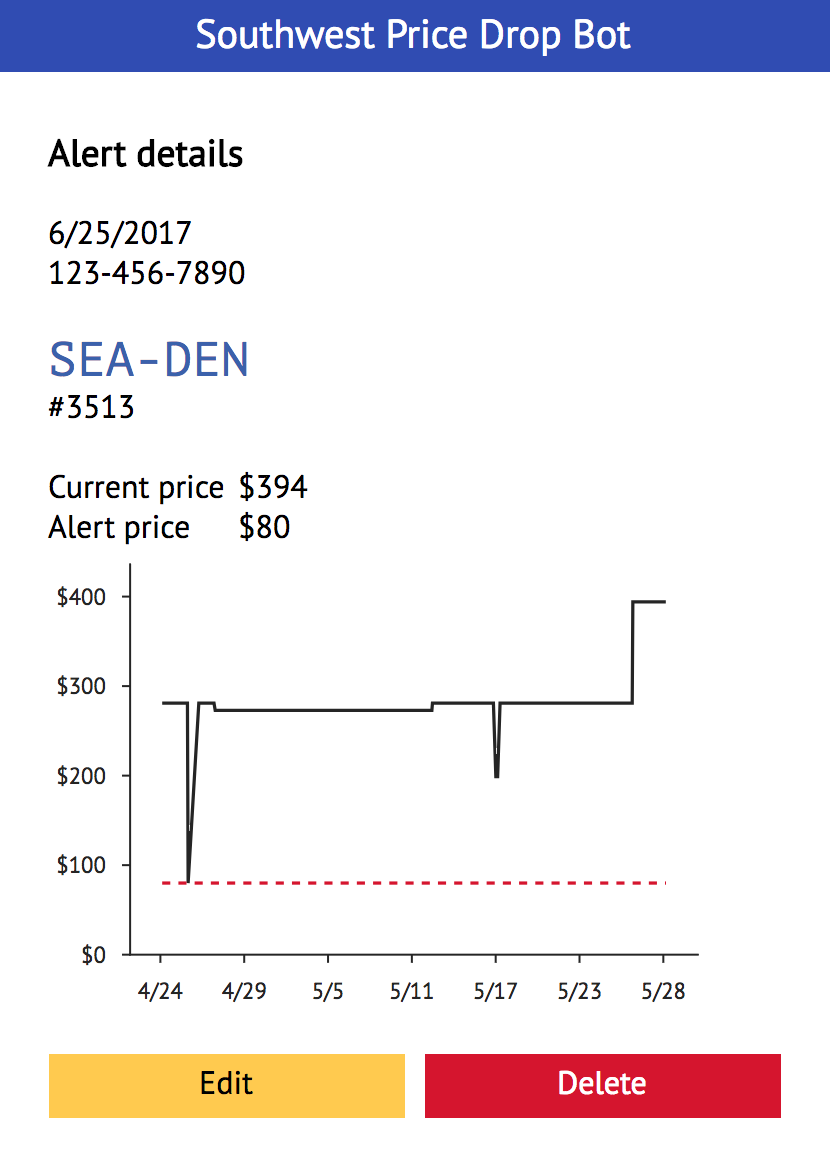 Southwest Price Drop Bot
Alert details
6/25/2017
123-456-7890
SEA-DEN
#3513
Current price $394
Alert price $80
$400
$300
$200
$100
$0
4/24 4/29 5/5 5/11 5/17 5/23 5/28
Edit Delete